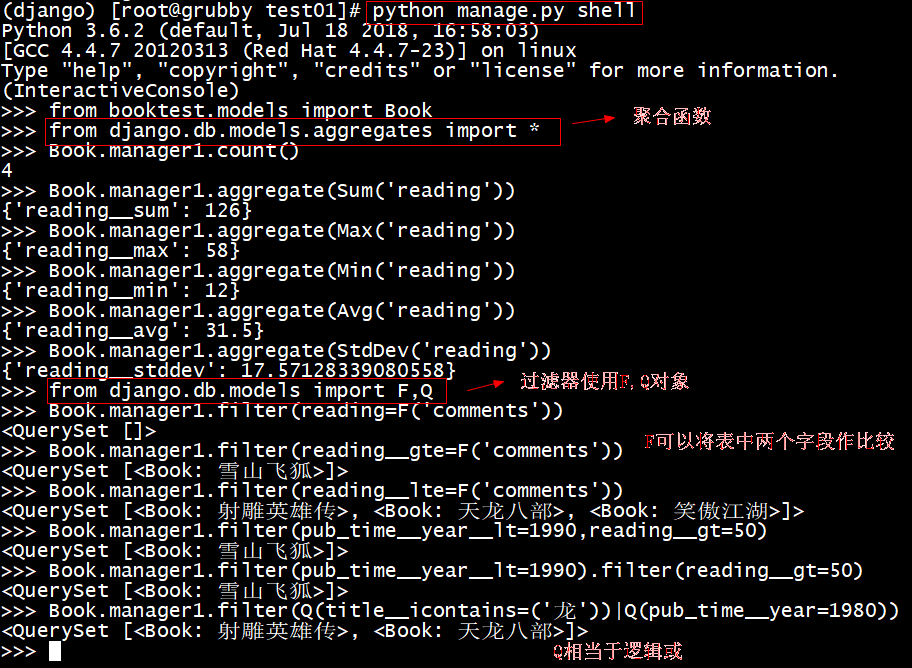 (django) [root@grubby test01]# python manage.py shell
Python 3.6.2 (default, Jul 18 2018, 16:58:03)
[GCC 4.4.7 20120313 (Red Hat 4.4.7-23)] on linux
Type "help", "copyright", "credits" or "license" for more information.
(InteractiveConsole)
>>> from booktest.models import Book
>>> from django.db.models.aggregates import *
聚合函数
>>> Book.manager1.count()
4
>>> Book.manager1.aggregate(Sum('reading'))
{'reading__sum': 126}
>>> Book.manager1.aggregate(Max('reading'))
{'reading__max': 58}
>>> Book.manager1.aggregate(Min('reading'))
{'reading__min': 12}
>>> Book.manager1.aggregate(Avg('reading'))
{'reading__avg': 31.5}
>>> Book.manager1.aggregate(StdDev('reading'))
{'reading__stddev': 17.57128339080558}
>>> from django.db.models import F,Q
过滤器使用F,Q对象
>>> Book.manager1.filter(reading=F('comments'))
<QuerySet []>
F可以将表中两个字段作比较
>>> Book.manager1.filter(reading__gte=F('comments'))
<QuerySet [<Book: 雪山飞狐>]>
>>> Book.manager1.filter(reading__lte=F('comments'))
<QuerySet [<Book: 射雕英雄传>, <Book: 天龙八部>, <Book: 笑傲江湖>]>
>>> Book.manager1.filter(pub_time__year__lt=1990,reading__gt=50)
<QuerySet [<Book: 雪山飞狐>]>
>>> Book.manager1.filter(pub_time__year__lt=1990).filter(reading__gt=50)
<QuerySet [<Book: 雪山飞狐>]>
>>> Book.manager1.filter(Q(title__icontains=('龙'))|Q(pub_time__year=1980))
<QuerySet [<Book: 射雕英雄传>, <Book: 天龙八部>]>
>>>
Q相当于逻辑或